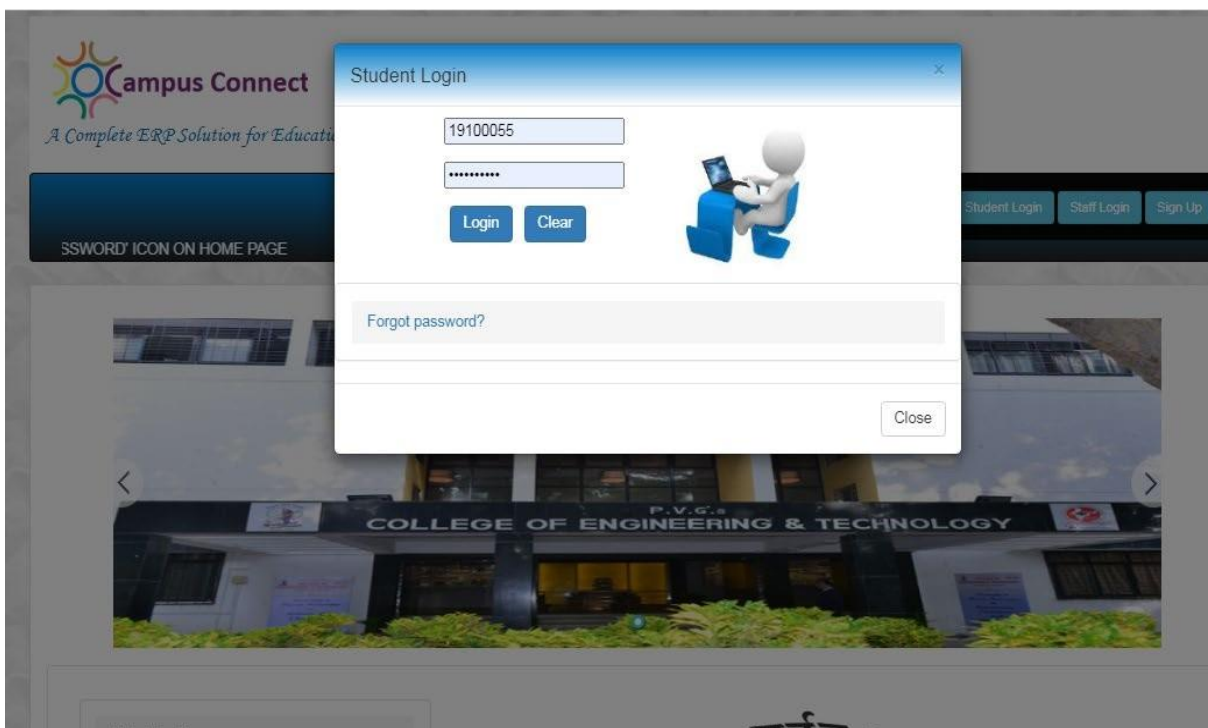 Campus Connect
A Complete ERP Solution for Educati
Student Login
×
19100055
••••••••••
Login
Clear
Student Login
Staff Login
Sign Up
SSWORD' ICON ON HOME PAGE
Forgot password?
Close
P.V.G.s
COLLEGE OF ENGINEERING & TECHNOLOGY